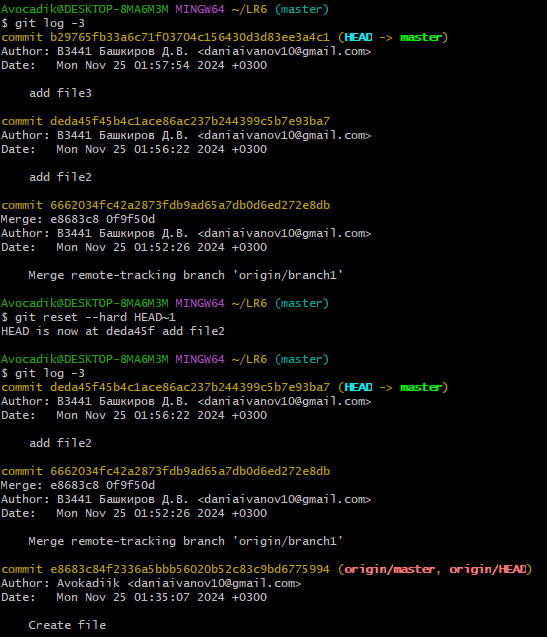 Avocadik@DESKTOP-8MA6M3M MINGW64 ~/LR6 (master)
$ git log -3
commit b29765fb33a6c71f03704c156430d3d83ee3a4c1 (HEAD -> master)
Author: В3441 Башкиров Д.В. <daniaivanov10@gmail.com>
Date:   Mon Nov 25 01:57:54 2024 +0300
add file3
commit deda45f45b4c1ace86ac237b244399c5b7e93ba7
Author: В3441 Башкиров Д.В. <daniaivanov10@gmail.com>
Date:   Mon Nov 25 01:56:22 2024 +0300
add file2
commit 6662034fc42a2873fdb9ad65a7db0d6ed272e8db
Merge: e8683c8 0f9f50d
Author: В3441 Башкиров Д.В. <daniaivanov10@gmail.com>
Date:   Mon Nov 25 01:52:26 2024 +0300
Merge remote-tracking branch 'origin/branch1'
Avocadik@DESKTOP-8MA6M3M MINGW64 ~/LR6 (master)
$ git reset --hard HEAD~1
HEAD is now at deda45f add file2
Avocadik@DESKTOP-8MA6M3M MINGW64 ~/LR6 (master)
$ git log -3
commit deda45f45b4c1ace86ac237b244399c5b7e93ba7 (HEAD -> master)
Author: В3441 Башкиров Д.В. <daniaivanov10@gmail.com>
Date:   Mon Nov 25 01:56:22 2024 +0300
add file2
commit 6662034fc42a2873fdb9ad65a7db0d6ed272e8db
Merge: e8683c8 0f9f50d
Author: В3441 Башкиров Д.В. <daniaivanov10@gmail.com>
Date:   Mon Nov 25 01:52:26 2024 +0300
Merge remote-tracking branch 'origin/branch1'
commit e8683c84f2336a5bbb56020b52c83c9bd6775994 (origin/master, origin/HEAD)
Author: Avokadiik <daniaivanov10@gmail.com>
Date:   Mon Nov 25 01:35:07 2024 +0300
Create file